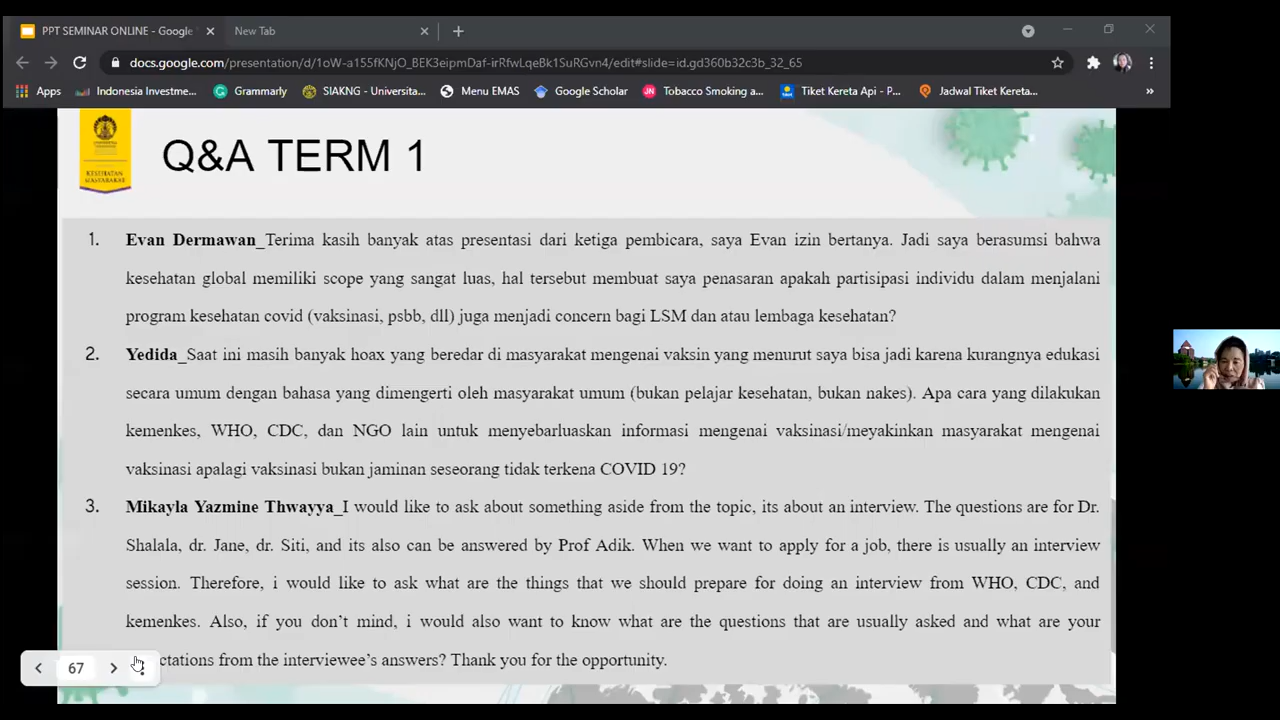 PPT SEMINAR ONLINE - Google
New Tab
docs.google.com/presentation/d/1oW-a155fKNjO_BEK3eipmDaf-irRfwLqeBk1SuRGvn4/edit#slide=id.gd360b32c3b_32_65
Apps
Indonesia Investme...
Grammarly
SIAKNG - Universita...
Menu EMAS
Google Scholar
JN
Tobacco Smoking a...
Tiket Kereta Api - P...
Jadwal Tiket Kereta...
KESEHATAN
MASYARAKAT
Q&A TERM 1
1. Evan Dermawan_Terima kasih banyak atas presentasi dari ketiga pembicara, saya Evan izin bertanya. Jadi saya berasumsi bahwa
kesehatan global memiliki scope yang sangat luas, hal tersebut membuat saya penasaran apakah partisipasi individu dalam menjalani
program kesehatan covid (vaksinasi, psbb, dll) juga menjadi concern bagi LSM dan atau lembaga kesehatan?
2. Yedida_Saat ini masih banyak hoax yang beredar di masyarakat mengenai vaksin yang menurut saya bisa jadi karena kurangnya edukasi
secara umum dengan bahasa yang dimengerti oleh masyarakat umum (bukan pelajar kesehatan, bukan nakes). Apa cara yang dilakukan
kemenkes, WHO, CDC, dan NGO lain untuk menyebarluaskan informasi mengenai vaksinasi/meyakinkan masyarakat mengenai
vaksinasi apalagi vaksinasi bukan jaminan seseorang tidak terkena COVID 19?
3. Mikayla Yazmine Thwayya_I would like to ask about something aside from the topic, its about an interview. The questions are for Dr.
Shalala, dr. Jane, dr. Siti, and its also can be answered by Prof Adik. When we want to apply for a job, there is usually an interview
session. Therefore, i would like to ask what are the things that we should prepare for doing an interview from WHO, CDC, and
kemenkes. Also, if you don't mind, i would also want to know what are the questions that are usually asked and what are your
ctations from the interviewee's answers? Thank you for the opportunity.
67